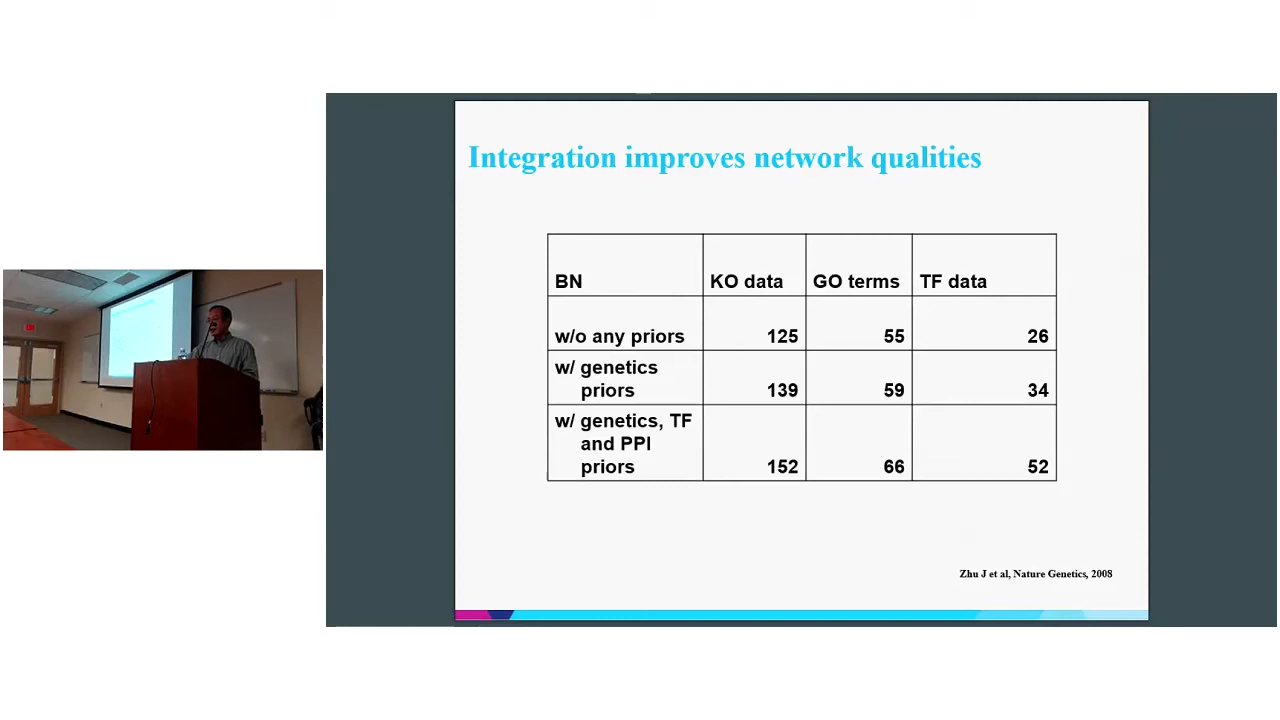 Integration improves network qualities
BN KO data GO terms TF data
w/o any priors 125 55 26
w/ genetics
priors 139 59 34
w/ genetics, TF
and PPI
priors 152 66 52
Zhu J et al, Nature Genetics, 2008